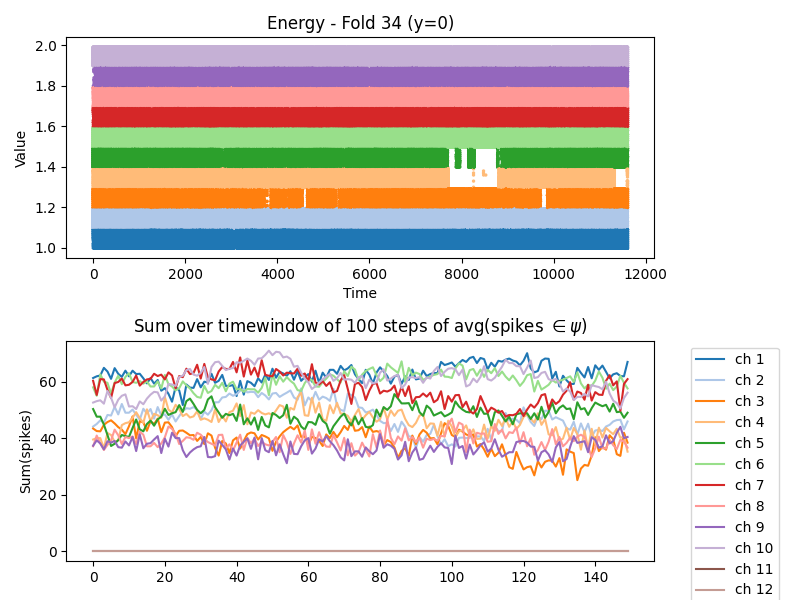 Energy - Fold 34 (y=0)
2.0
1.8
1.6
1.4
1.2
1.0
Value
0 2000 4000 6000 8000 10000 12000
Time
Sum over timewindow of 100 steps of avg(spikes ∈ψ)
60
40
20
0
Sum(spikes)
0 20 40 60 80 100 120 140
ch 1
ch 2
ch 3
ch 4
ch 5
ch 6
ch 7
ch 8
ch 9
ch 10
ch 11
ch 12